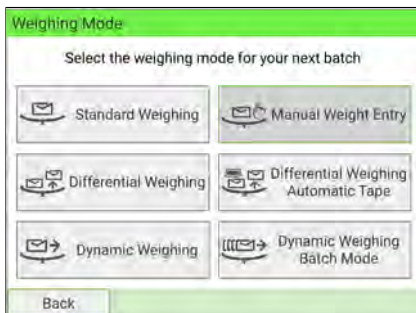 Weighing Mode
Select the weighing mode for your next batch
Standard Weighing
Manual Weight Entry
Differential Weighing
Differential Weighing
Automatic Tape
Dynamic Weighing
Dynamic Weighing
Batch Mode
Back